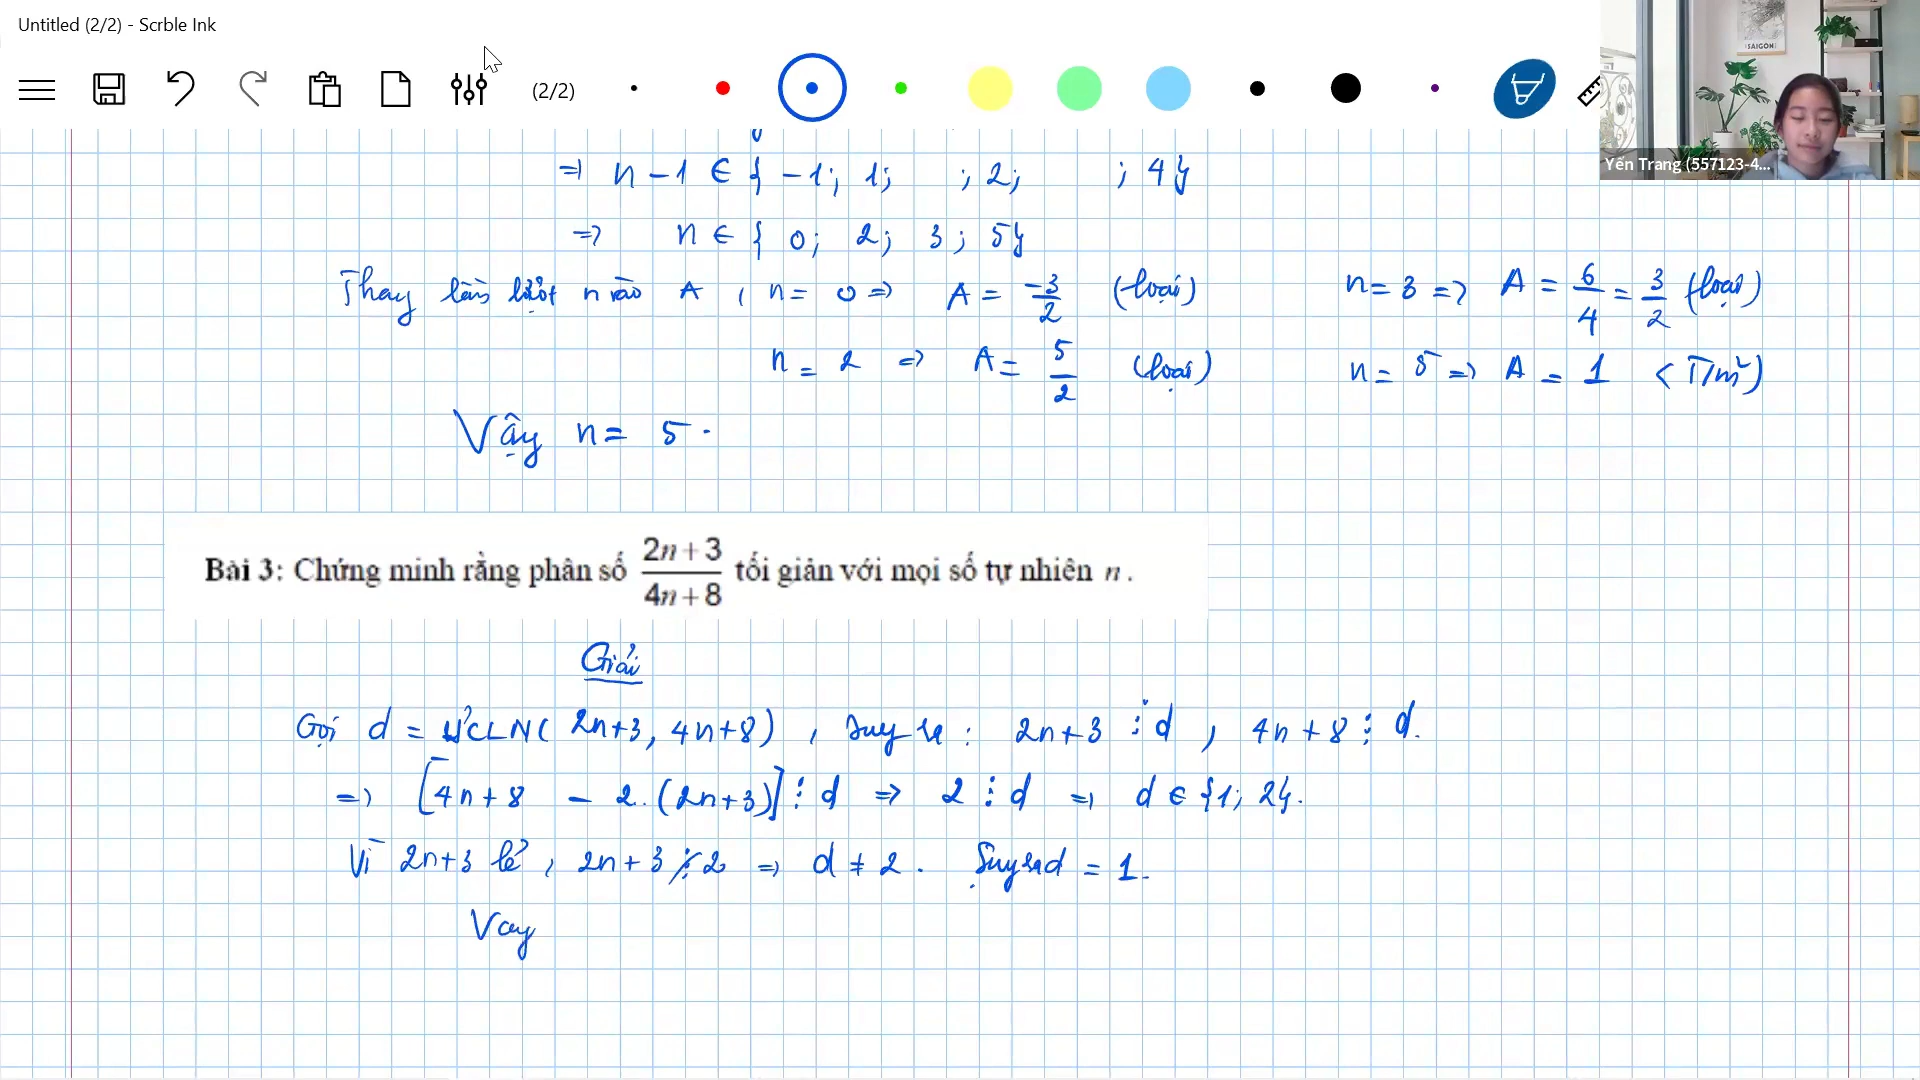 Untitled (2/2) - Scrble Ink
(2/2)
SAIGON
Yến Trang (557123-4...
=> n - 1 ∈ { -1; 1; ; 2; ; 4}
=> n ∈ { 0; 2; 3; 5}
Thay lần lượt n vào A, n = 0 => A = -3/2 (loại) n = 3 => A = 6/4 = 3/2 (loại)
n = 2 => A = 5/2 (loại) n = 5 => A = 1 (T/m²)
Vậy n = 5.
Bài 3: Chứng minh rằng phân số (2n+3)/(4n+8) tối giản với mọi số tự nhiên n.
Giải
Gọi d = ƯCLN( 2n+3, 4n+8), suy ra: 2n+3 ⋮ d, 4n+8 ⋮ d.
=> [4n+8 - 2.(2n+3)] ⋮ d => 2 ⋮ d => d ∈ {1; 2}.
Vì 2n+3 lẻ, 2n+3 ⋮̸ 2 => d ≠ 2. Suy ra d = 1.
Vay